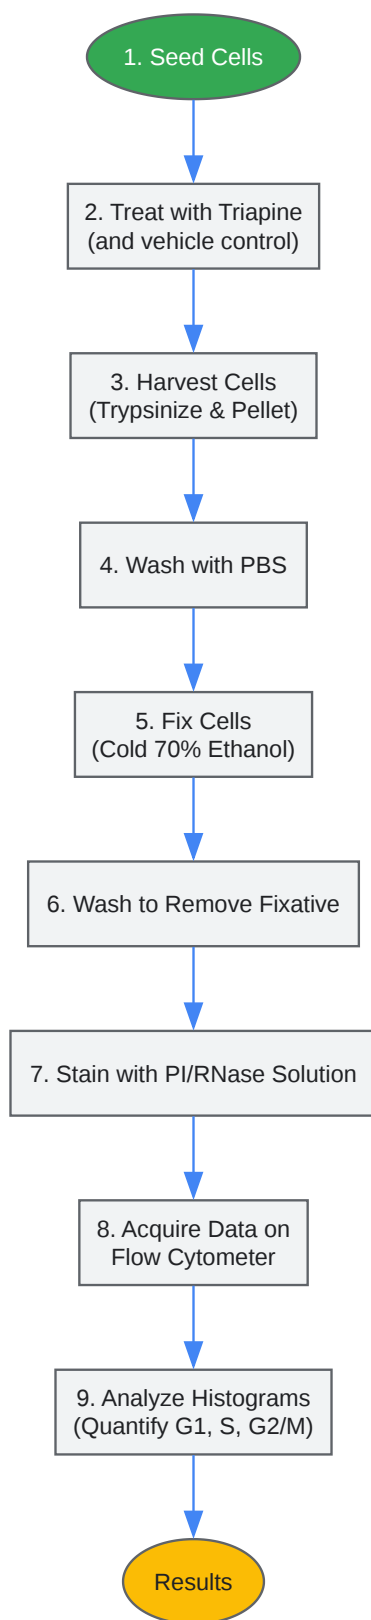 1. Seed Cells
2. Treat with Triapine
(and vehicle control)
3. Harvest Cells
(Trypsinize & Pellet)
4. Wash with PBS
5. Fix Cells
(Cold 70% Ethanol)
6. Wash to Remove Fixative
7. Stain with PI/RNase Solution
8. Acquire Data on
Flow Cytometer
9. Analyze Histograms
(Quantify G1, S, G2/M)
Results